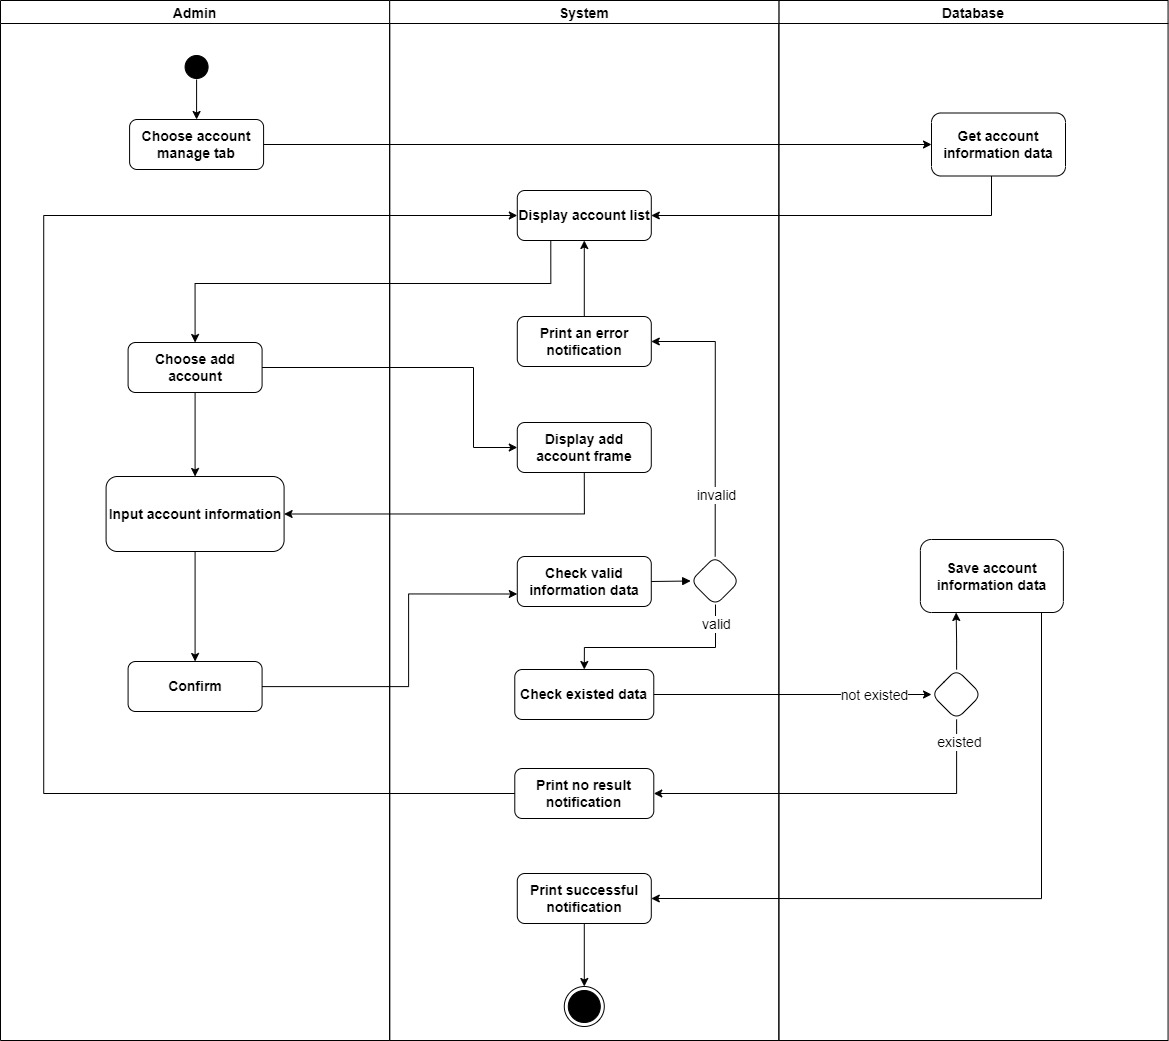 Admin
System
Database
Choose account
manage tab
Get account
information data
Display account list
Print an error
notification
Choose add
account
Display add
account frame
invalid
Input account information
Check valid
information data
Save account
information data
valid
Confirm
Check existed data
not existed
existed
Print no result
notification
Print successful
notification